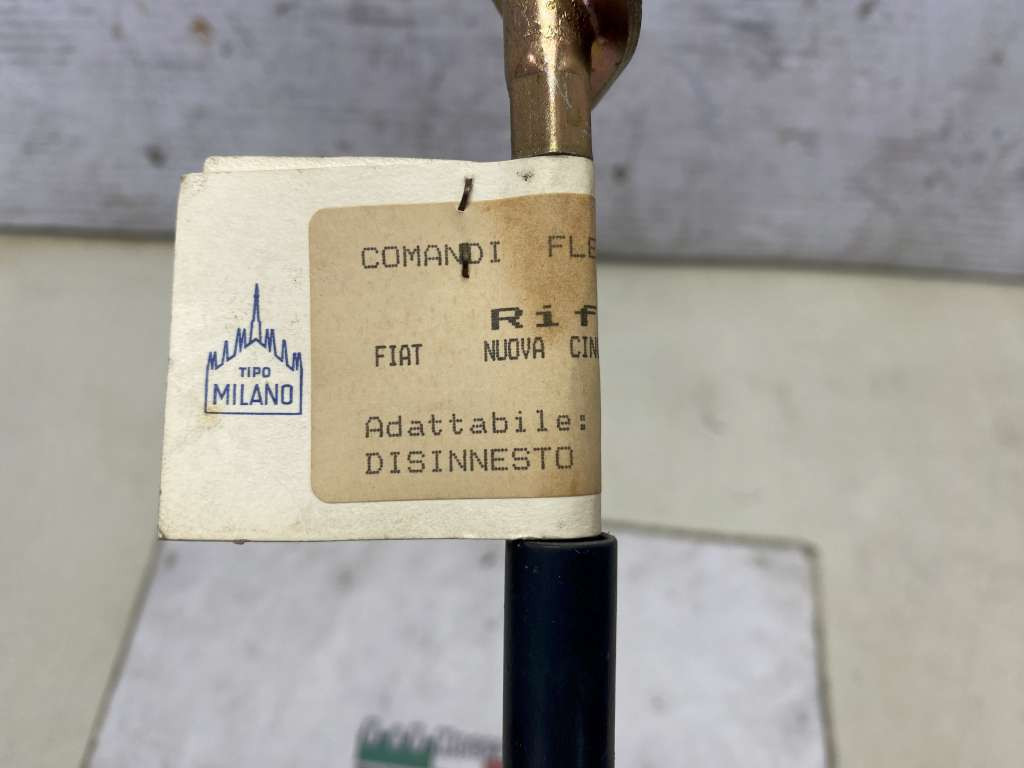 COMANDI FLE
Rif
FIAT NUOVA CIN
Adattabile:
DISINNESTO
TIPO
MILANO